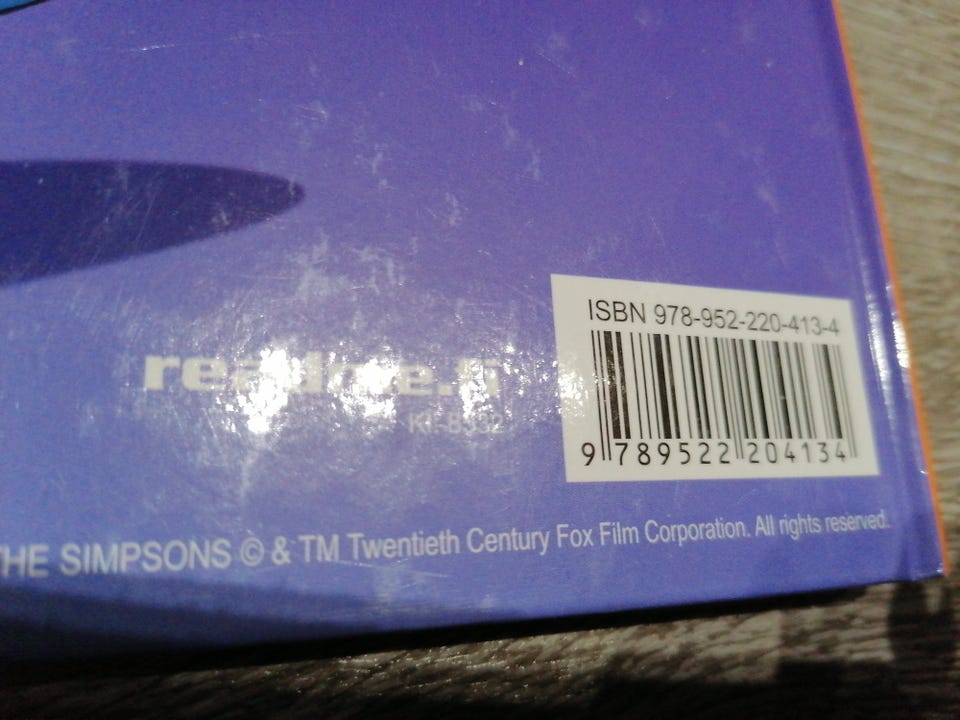 ISBN 978-952-220-413-4
9 789522 204134
readme.fi
THE SIMPSONS © & TM Twentieth Century Fox Film Corporation. All rights reserved.